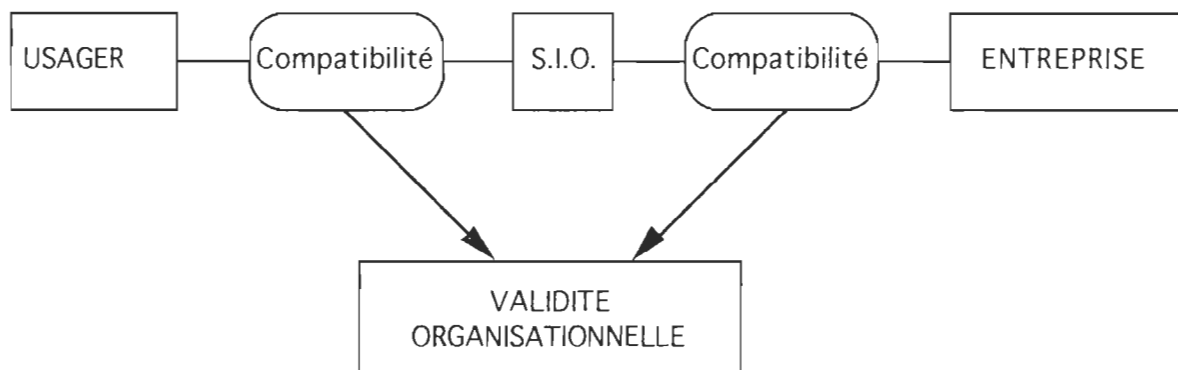 USAGER
Compatibilité
S.I.O.
Compatibilité
ENTREPRISE
VALIDITE
ORGANISATIONNELLE